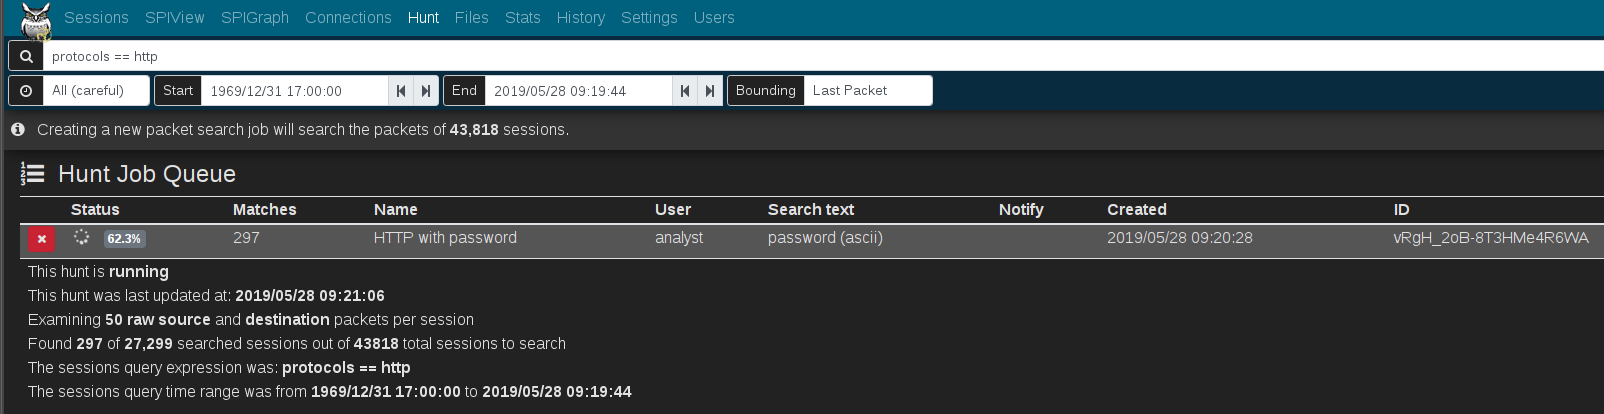 Sessions SPIView SPIGraph Connections Hunt Files Stats History Settings Users
protocols == http
All (careful) Start 1969/12/31 17:00:00 End 2019/05/28 09:19:44 Bounding Last Packet
Creating a new packet search job will search the packets of 43,818 sessions.
Hunt Job Queue
Status Matches Name User Search text Notify Created ID
62.3% 297 HTTP with password analyst password (ascii) 2019/05/28 09:20:28 vRgH_2oB-8T3HMe4R6WA
This hunt is running
This hunt was last updated at: 2019/05/28 09:21:06
Examining 50 raw source and destination packets per session
Found 297 of 27,299 searched sessions out of 43818 total sessions to search
The sessions query expression was: protocols == http
The sessions query time range was from 1969/12/31 17:00:00 to 2019/05/28 09:19:44